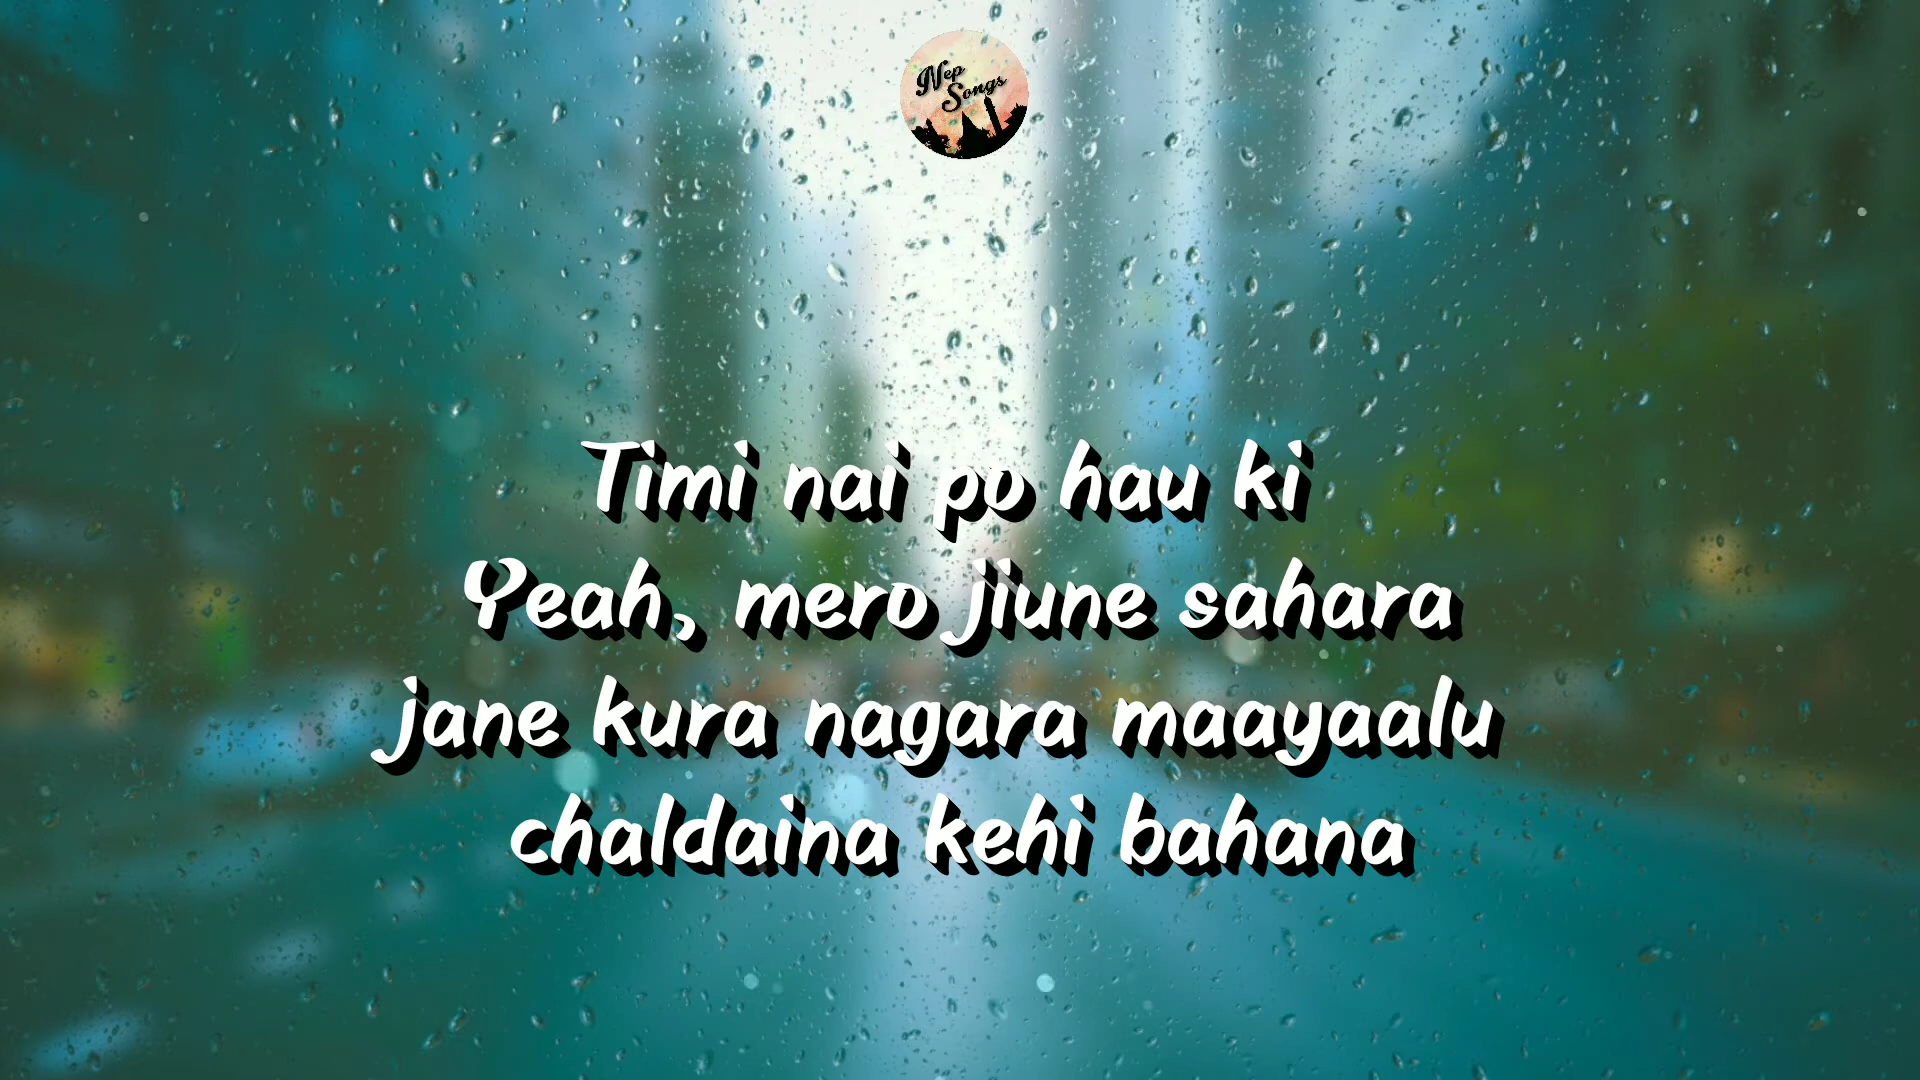 Nep
Songs
Timi nai po hau ki
Yeah, mero jiune sahara
jane kura nagara maayaalu
chaldaina kehi bahana